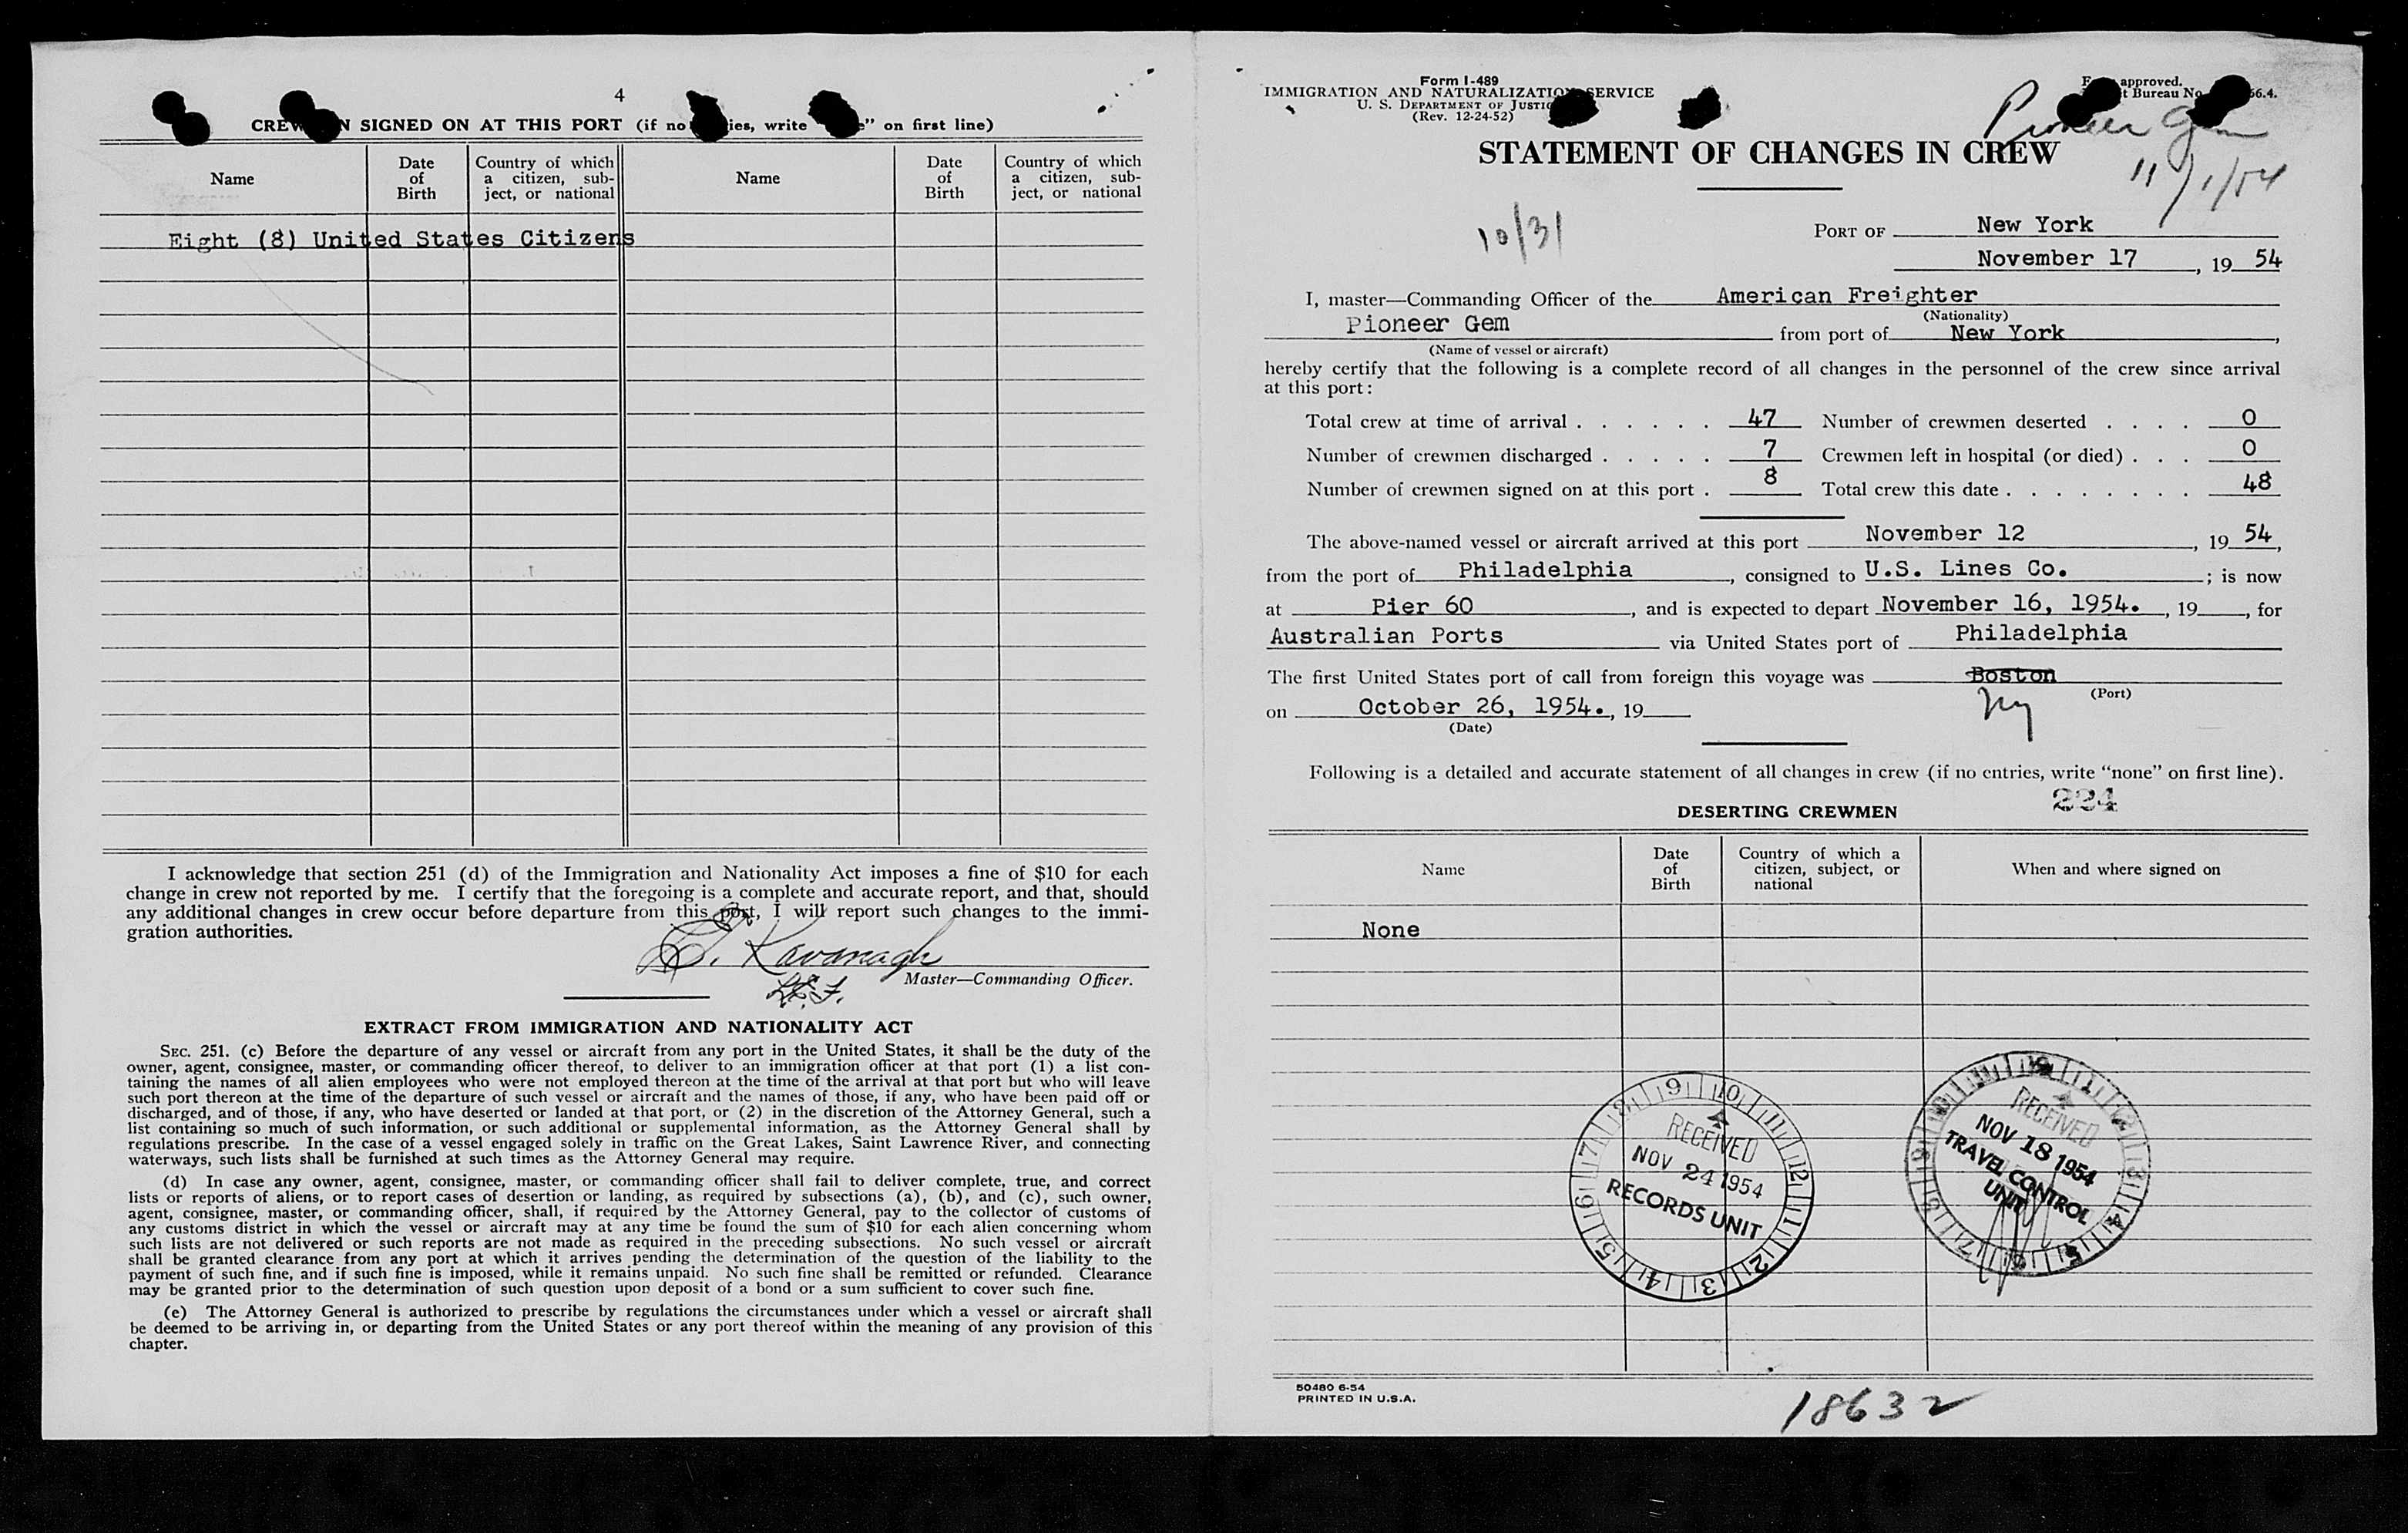 4
CREW SIGNED ON AT THIS PORT (if no write on first line)
Name
Date of Birth
Country of which a citizen, subject, or national
Name
Date of Birth
Country of which a citizen, subject, or national
Eight (8) United States Citizens
I acknowledge that section 251 (d) of the Immigration and Nationality Act imposes a fine of $10 for each
change in crew not reported by me. I certify that the foregoing is a complete and accurate report, and that, should
any additional changes in crew occur before departure from this port, I will report such changes to the immi-
gration authorities.
E. Kavanagh
Master—Commanding Officer.
EXTRACT FROM IMMIGRATION AND NATIONALITY ACT
SEC. 251. (c) Before the departure of any vessel or aircraft from any port in the United States, it shall be the duty of the
owner, agent, consignee, master, or commanding officer thereof, to deliver to an immigration officer at that port (1) a list con-
taining the names of all alien employees who were not employed thereon at the time of the arrival at that port but who will leave
such port thereon at the time of the departure of such vessel or aircraft and the names of those, if any, who have been paid off or
discharged, and of those, if any, who have deserted or landed at that port, or (2) in the discretion of the Attorney General, such a
list containing so much of such information, or such additional or supplemental information, as the Attorney General shall by
regulations prescribe. In the case of a vessel engaged solely in traffic on the Great Lakes, Saint Lawrence River, and connecting
waterways, such lists shall be furnished at such times as the Attorney General may require.
(d) In case any owner, agent, consignee, master, or commanding officer shall fail to deliver complete, true, and correct
lists or reports of aliens, or to report cases of desertion or landing, as required by subsections (a), (b), and (c), such owner,
agent, consignee, master, or commanding officer, shall, if required by the Attorney General, pay to the collector of customs of
any customs district in which the vessel or aircraft may at any time be found the sum of $10 for each alien concerning whom
such lists are not delivered or such reports are not made as required in the preceding subsections. No such vessel or aircraft
shall be granted clearance from any port at which it arrives pending the determination of the question of the liability to the
payment of such fine, and if such fine is imposed, while it remains unpaid. No such fine shall be remitted or refunded. Clearance
may be granted prior to the determination of such question upon deposit of a bond or a sum sufficient to cover such fine.
(e) The Attorney General is authorized to prescribe by regulations the circumstances under which a vessel or aircraft shall
be deemed to be arriving in, or departing from the United States or any port thereof within the meaning of any provision of this
chapter.
Form I-489
IMMIGRATION AND NATURALIZATION SERVICE
U. S. DEPARTMENT OF JUSTICE
(Rev. 12-24-52)
approved.
Bureau No. 66.4.
Pioneer Gem
11/1/54
STATEMENT OF CHANGES IN CREW
10/31
PORT OF New York
November 17, 19 54
I, master—Commanding Officer of the American Freighter
(Nationality)
Pioneer Gem from port of New York,
(Name of vessel or aircraft)
hereby certify that the following is a complete record of all changes in the personnel of the crew since arrival
at this port:
Total crew at time of arrival . . . . . . 47 Number of crewmen deserted . . . . 0
Number of crewmen discharged . . . . . 7 Crewmen left in hospital (or died) . . . 0
Number of crewmen signed on at this port . 8 Total crew this date . . . . . . . . 48
The above-named vessel or aircraft arrived at this port November 12, 19 54,
from the port of Philadelphia, consigned to U.S. Lines Co.; is now
at Pier 60, and is expected to depart November 16, 1954., 19, for
Australian Ports via United States port of Philadelphia
The first United States port of call from foreign this voyage was Boston
(Port)
NY
on October 26, 1954., 19
(Date)
Following is a detailed and accurate statement of all changes in crew (if no entries, write “none” on first line).
224
DESERTING CREWMEN
Name
Date of Birth
Country of which a citizen, subject, or national
When and where signed on
None
RECEIVED
NOV 24 1954
RECORDS UNIT
RECEIVED
NOV 18 1954
TRAVEL CONTROL
UNIT
50480 6-54
PRINTED IN U.S.A.
18632